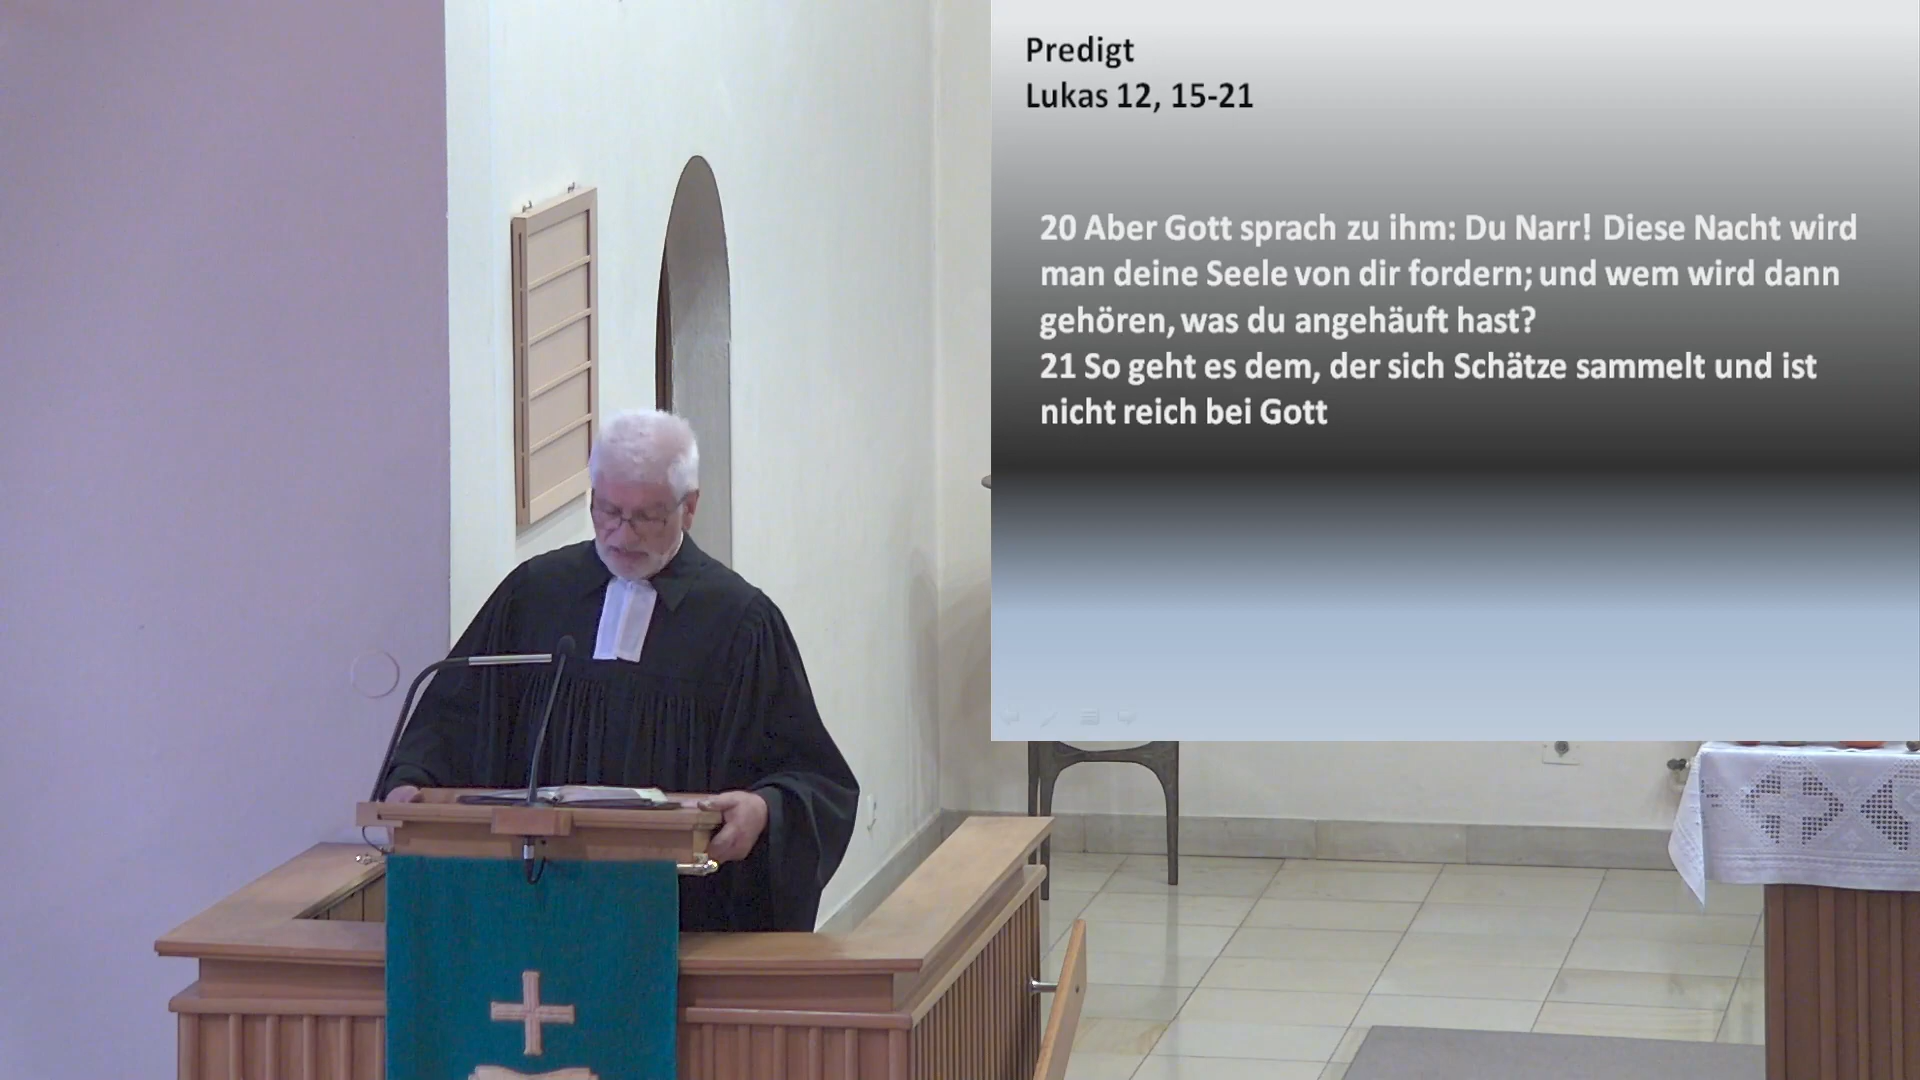 Predigt
Lukas 12, 15-21
20 Aber Gott sprach zu ihm: Du Narr! Diese Nacht wird
man deine Seele von dir fordern; und wem wird dann
gehören, was du angehäuft hast?
21 So geht es dem, der sich Schätze sammelt und ist
nicht reich bei Gott